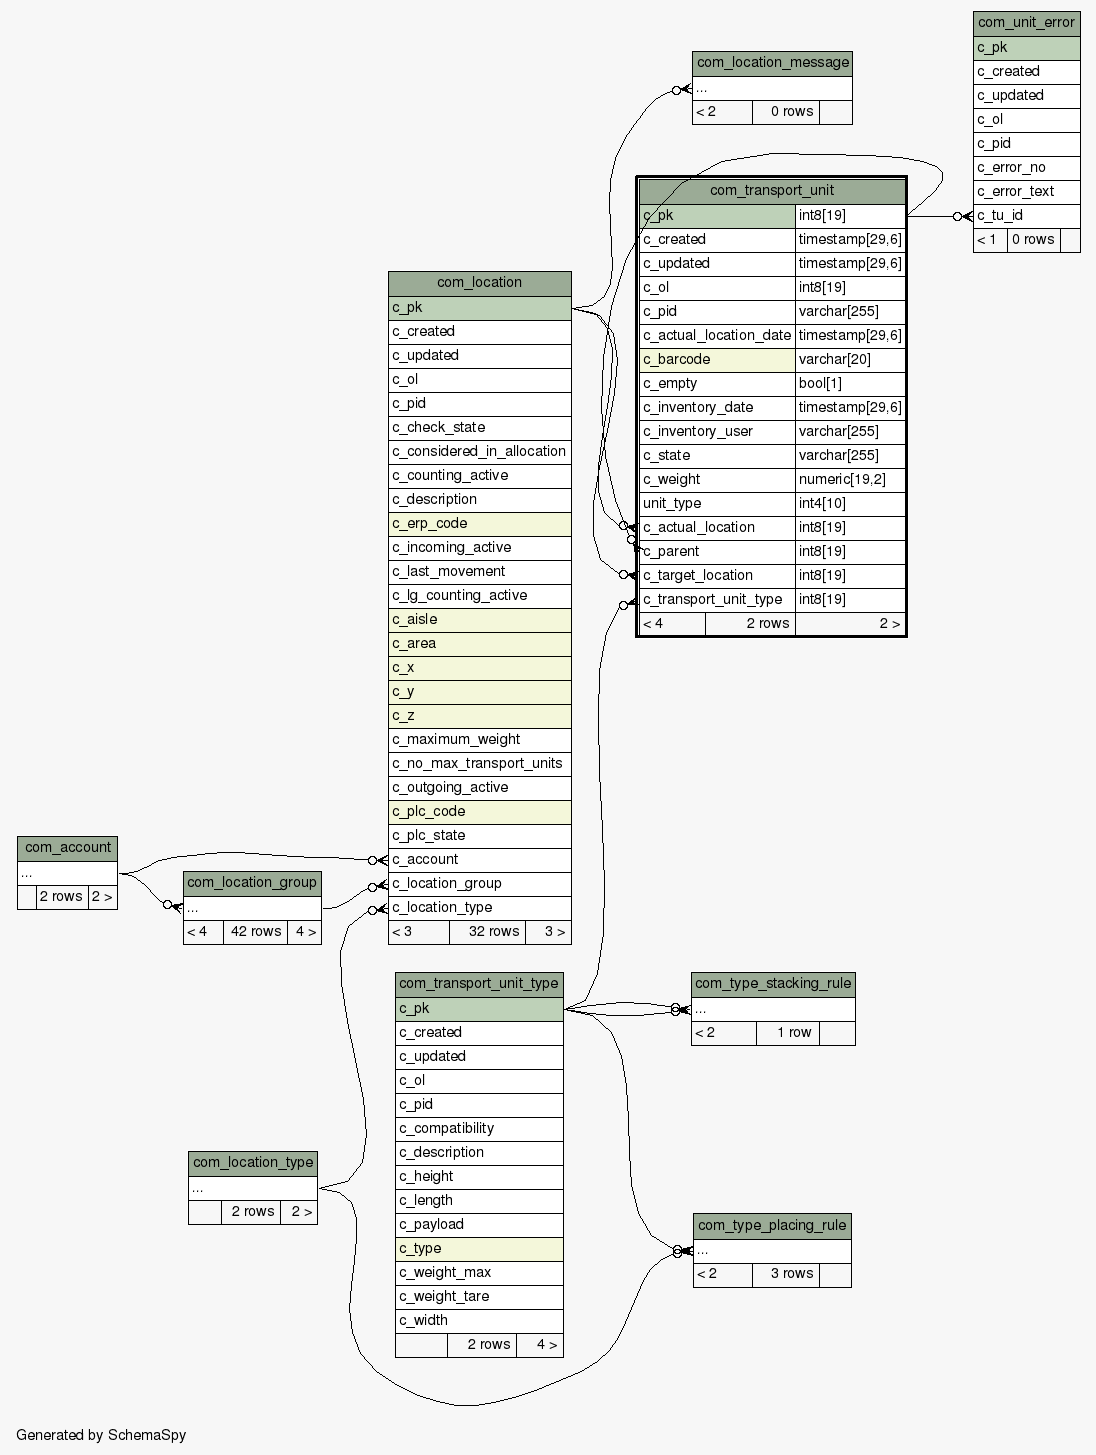 com_unit_error
c_pk
c_created
c_updated
c_ol
c_pid
c_error_no
c_error_text
c_tu_id
< 1 0 rows
com_location_message
...
< 2 0 rows
com_transport_unit
c_pk int8[19]
c_created timestamp[29,6]
c_updated timestamp[29,6]
c_ol int8[19]
c_pid varchar[255]
c_actual_location_date timestamp[29,6]
c_barcode varchar[20]
c_empty bool[1]
c_inventory_date timestamp[29,6]
c_inventory_user varchar[255]
c_state varchar[255]
c_weight numeric[19,2]
unit_type int4[10]
c_actual_location int8[19]
c_parent int8[19]
c_target_location int8[19]
c_transport_unit_type int8[19]
< 4 2 rows 2 >
com_location
c_pk
c_created
c_updated
c_ol
c_pid
c_check_state
c_considered_in_allocation
c_counting_active
c_description
c_erp_code
c_incoming_active
c_last_movement
c_lg_counting_active
c_aisle
c_area
c_x
c_y
c_z
c_maximum_weight
c_no_max_transport_units
c_outgoing_active
c_plc_code
c_plc_state
c_account
c_location_group
c_location_type
< 3 32 rows 3 >
com_account
...
2 rows 2 >
com_location_group
...
< 4 42 rows 4 >
com_transport_unit_type
c_pk
c_created
c_updated
c_ol
c_pid
c_compatibility
c_description
c_height
c_length
c_payload
c_type
c_weight_max
c_weight_tare
c_width
2 rows 4 >
com_type_stacking_rule
...
< 2 1 row
com_location_type
...
2 rows 2 >
com_type_placing_rule
...
< 2 3 rows
Generated by SchemaSpy